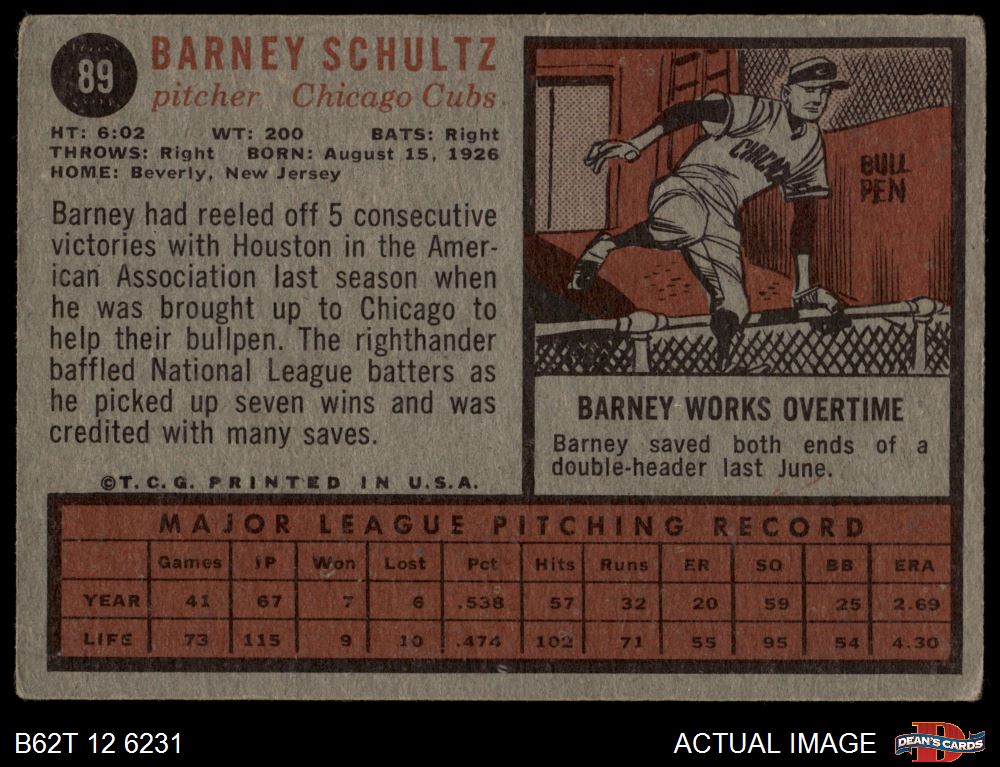 89
BARNEY SCHULTZ
pitcher Chicago Cubs
HT: 6:02 WT: 200 BATS: Right
THROWS: Right BORN: August 15, 1926
HOME: Beverly, New Jersey
Barney had reeled off 5 consecutive
victories with Houston in the Amer-
ican Association last season when
he was brought up to Chicago to
help their bullpen. The righthander
baffled National League batters as
he picked up seven wins and was
credited with many saves.
©T.C.G. PRINTED IN U.S.A.
CHICAGO
BULL
PEN
BARNEY WORKS OVERTIME
Barney saved both ends of a
double-header last June.
MAJOR LEAGUE PITCHING RECORD
Games IP Won Lost Pct Hits Runs ER SO BB ERA
YEAR 41 67 7 6 .538 57 32 20 59 25 2.69
LIFE 73 115 9 10 .474 102 71 55 95 54 4.30
B62T 12 6231
ACTUAL IMAGE
D
DEAN'S CARDS